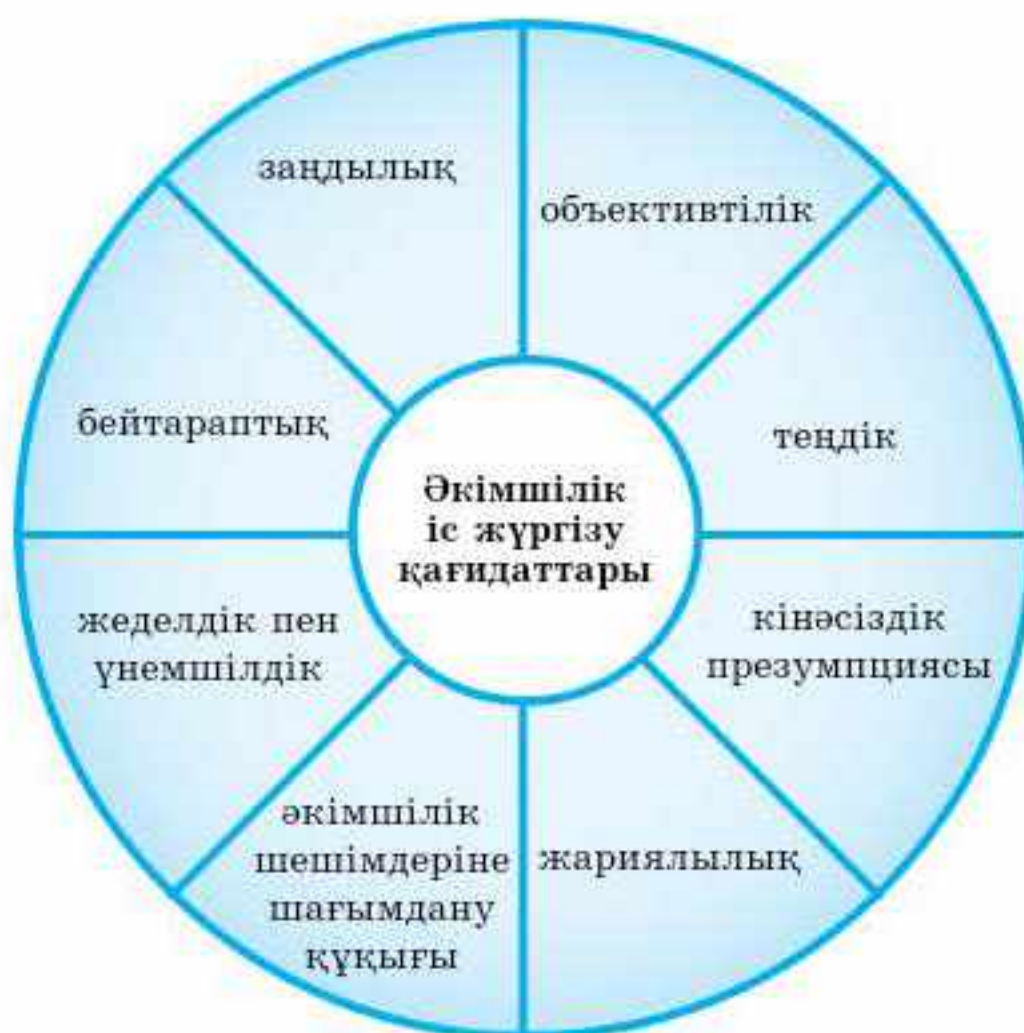 заңдылық
объективтілік
бейтараптық
теңдік
Әкімшілік
іс жүргізу
қағидаттары
жеделдік пен
үнемшілдік
кінәсіздік
презумпциясы
әкімшілік
шешімдеріне
шағымдану
құқығы
жариялылық